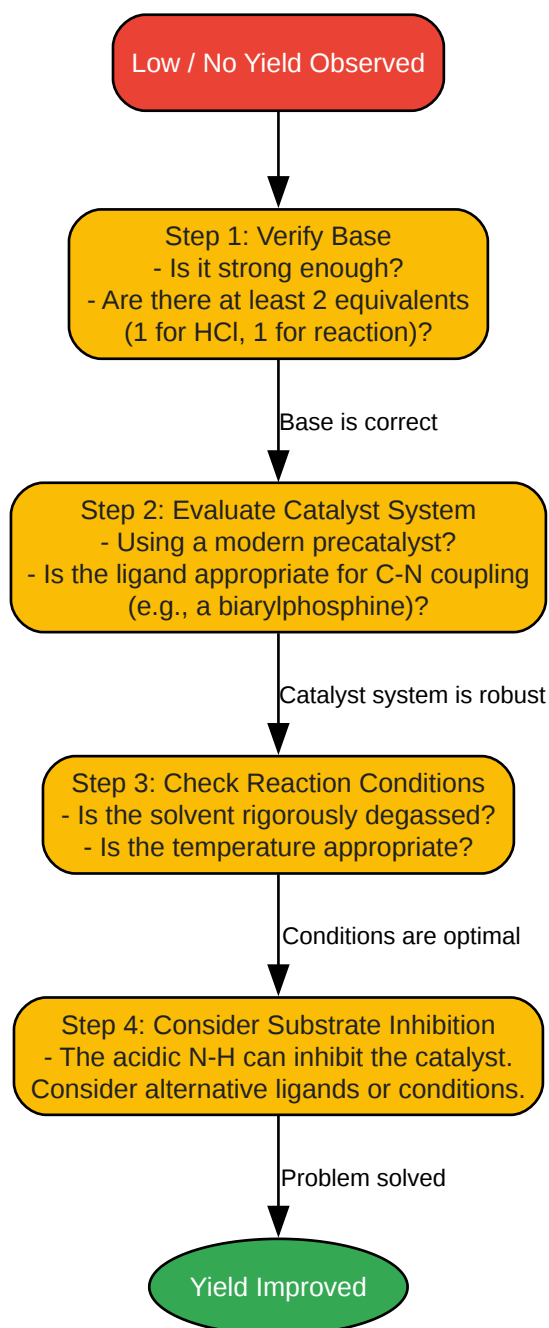 Low / No Yield Observed
Step 1: Verify Base
- Is it strong enough?
- Are there at least 2 equivalents
(1 for HCl, 1 for reaction)?
Base is correct
Step 2: Evaluate Catalyst System
- Using a modern precatalyst?
- Is the ligand appropriate for C-N coupling
(e.g., a biarylphosphine)?
Catalyst system is robust
Step 3: Check Reaction Conditions
- Is the solvent rigorously degassed?
- Is the temperature appropriate?
Conditions are optimal
Step 4: Consider Substrate Inhibition
- The acidic N-H can inhibit the catalyst.
Consider alternative ligands or conditions.
Problem solved
Yield Improved